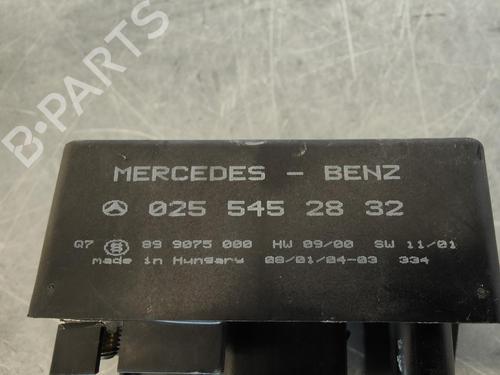 B-PARTS
MERCEDES - BENZ
025 545 28 32
Q7 89 9075 000 HW 09/00 SW 11/01
made in Hungary 08/01/04-03 334